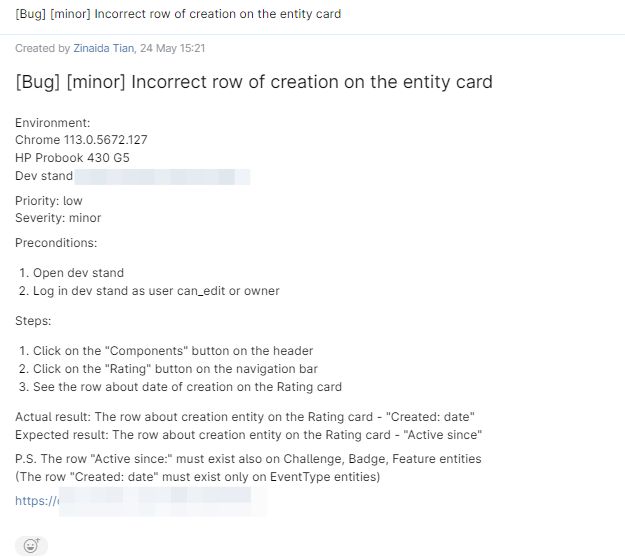 [Bug] [minor] Incorrect row of creation on the entity card
Created by Zinaida Tian, 24 May 15:21
[Bug] [minor] Incorrect row of creation on the entity card
Environment:
Chrome 113.0.5672.127
HP Probook 430 G5
Dev stand
Priority: low
Severity: minor
Preconditions:
1. Open dev stand
2. Log in dev stand as user can_edit or owner
Steps:
1. Click on the "Components" button on the header
2. Click on the "Rating" button on the navigation bar
3. See the row about date of creation on the Rating card
Actual result: The row about creation entity on the Rating card - "Created: date"
Expected result: The row about creation entity on the Rating card - "Active since"
P.S. The row "Active since:" must exist also on Challenge, Badge, Feature entities
(The row "Created: date" must exist only on EventType entities)
https://